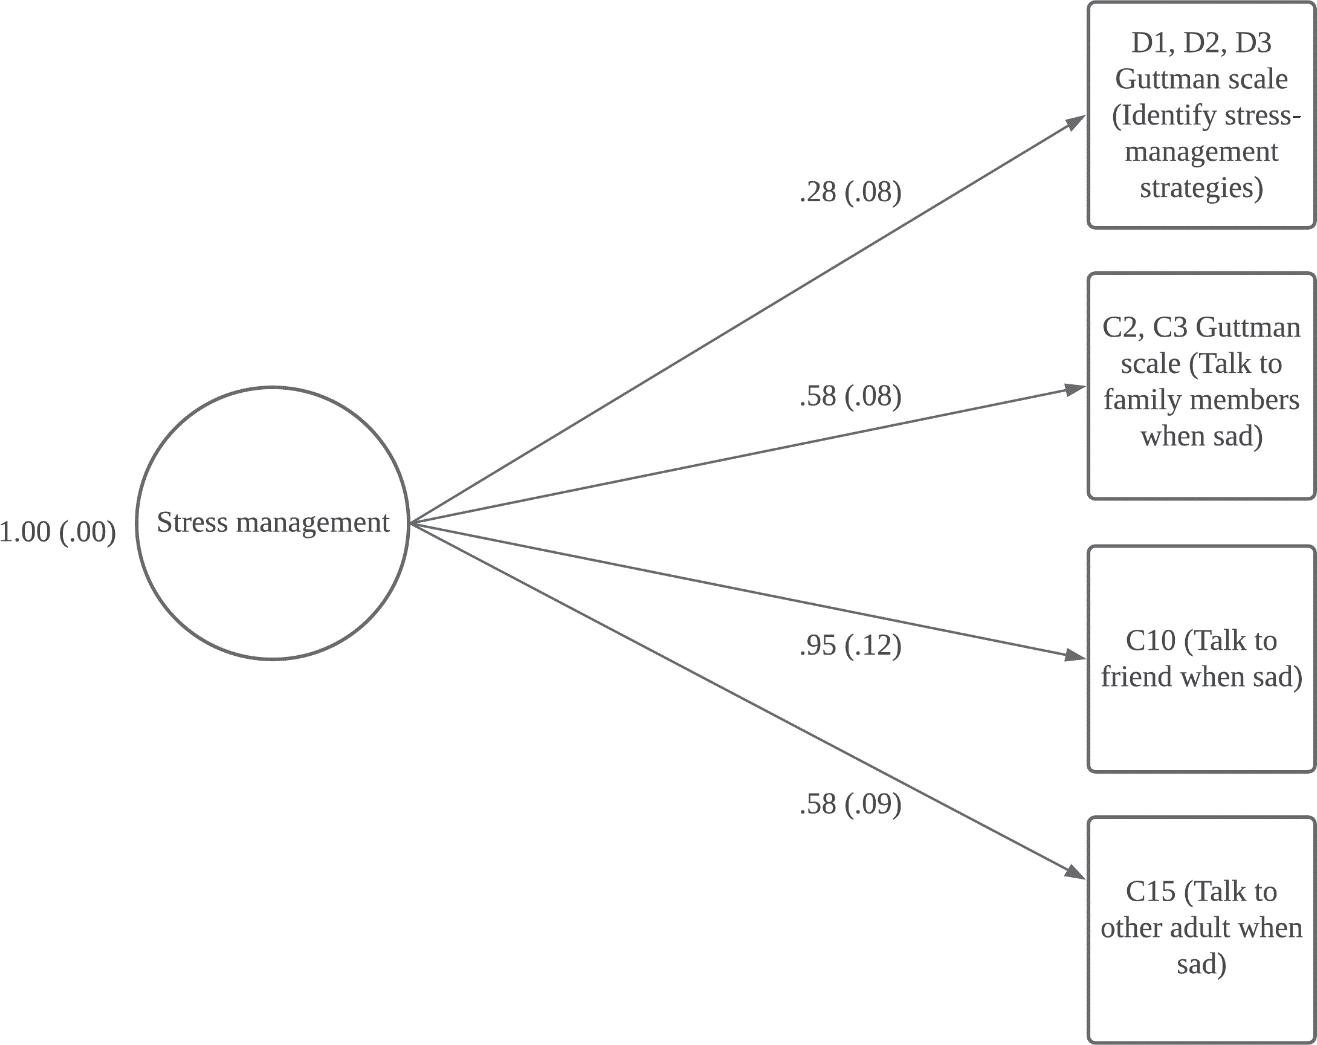 D1, D2, D3
Guttman scale
(Identify stress-
management
strategies)
.28 (.08)
C2, C3 Guttman
scale (Talk to
family members
when sad)
.58 (.08)
Stress management
1.00 (.00)
C10 (Talk to
friend when sad)
.95 (.12)
.58 (.09)
C15 (Talk to
other adult when
sad)